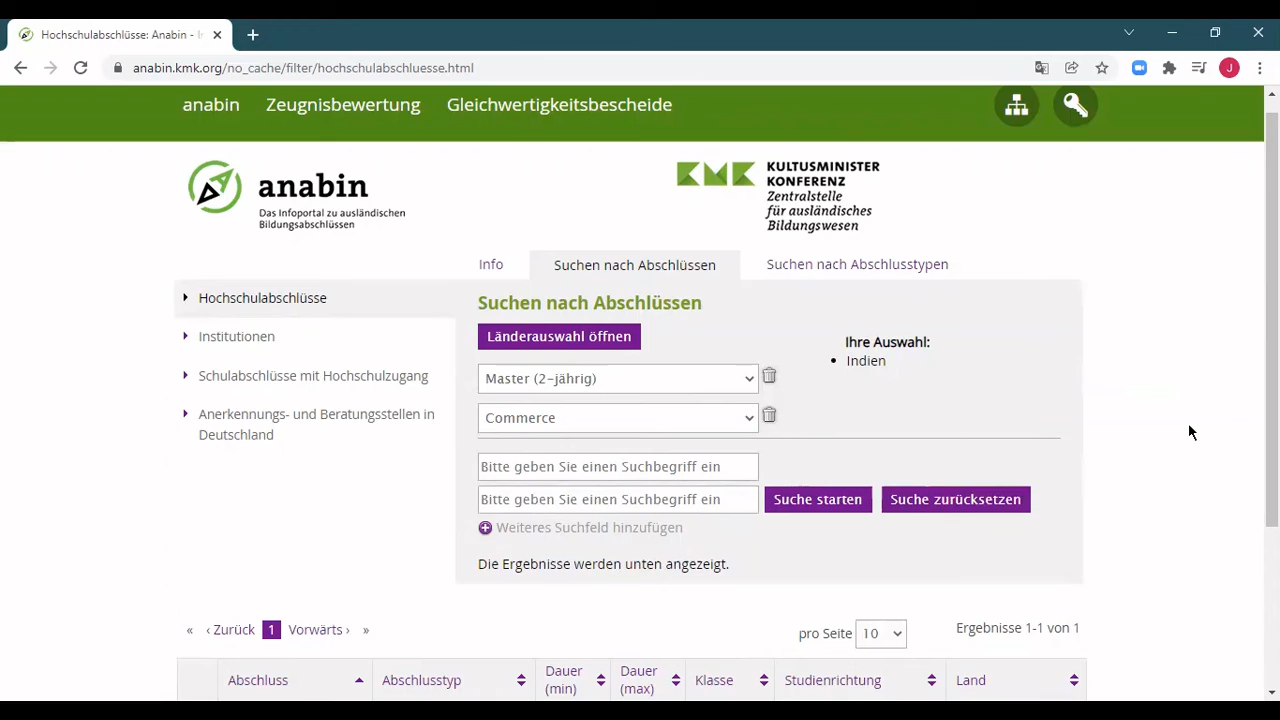 Hochschulabschlüsse: Anabin - I
anabin.kmk.org/no_cache/filter/hochschulabschluesse.html
J
anabin Zeugnisbewertung Gleichwertigkeitsbescheide
anabin
Das Infoportal zu ausländischen
Bildungsabschlüssen
KMK
KULTUSMINISTER
KONFERENZ
Zentralstelle
für ausländisches
Bildungswesen
Info Suchen nach Abschlüssen Suchen nach Abschlusstypen
Hochschulabschlüsse
Institutionen
Schulabschlüsse mit Hochschulzugang
Anerkennungs- und Beratungsstellen in
Deutschland
Suchen nach Abschlüssen
Länderauswahl öffnen
Ihre Auswahl:
Indien
Master (2-jährig)
Commerce
Bitte geben Sie einen Suchbegriff ein
Bitte geben Sie einen Suchbegriff ein Suche starten Suche zurücksetzen
Weiteres Suchfeld hinzufügen
Die Ergebnisse werden unten angezeigt.
« ‹ Zurück 1 Vorwärts › » pro Seite 10 Ergebnisse 1-1 von 1
Abschluss Abschlusstyp Dauer (min) Dauer (max) Klasse Studienrichtung Land